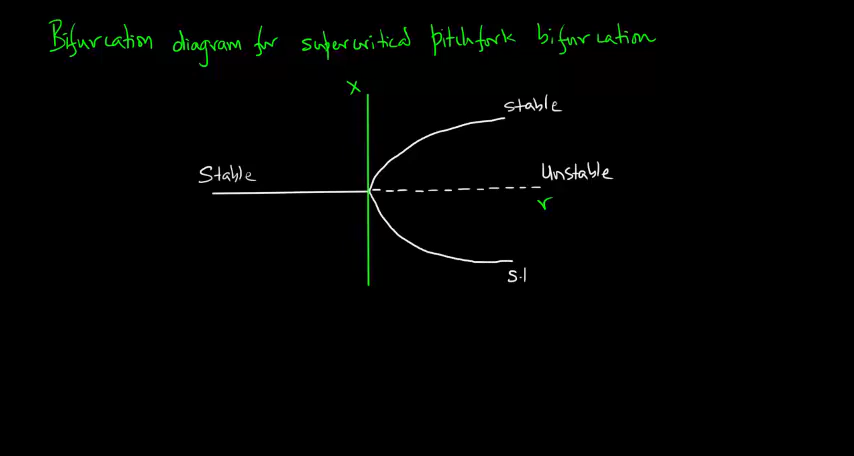 Bifurcation diagram for supercritical pitchfork bifurcation
x
stable
Stable
Unstable
r